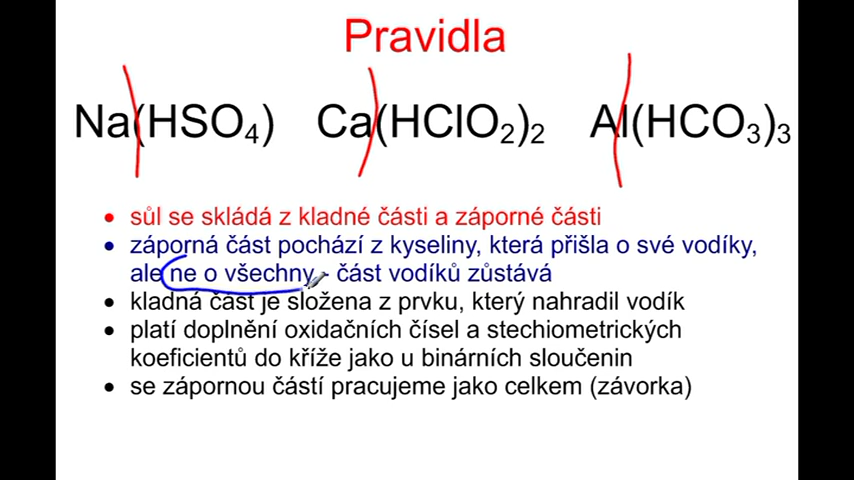 Pravidla
Na(HSO₄) Ca(HClO₂)₂ Al(HCO₃)₃
• sůl se skládá z kladné části a záporné části
• záporná část pochází z kyseliny, která přišla o své vodíky,
ale ne o všechny - část vodíků zůstává
• kladná část je složena z prvku, který nahradil vodík
• platí doplnění oxidačních čísel a stechiometrických
koeficientů do kříže jako u binárních sloučenin
• se zápornou částí pracujeme jako celkem (závorka)